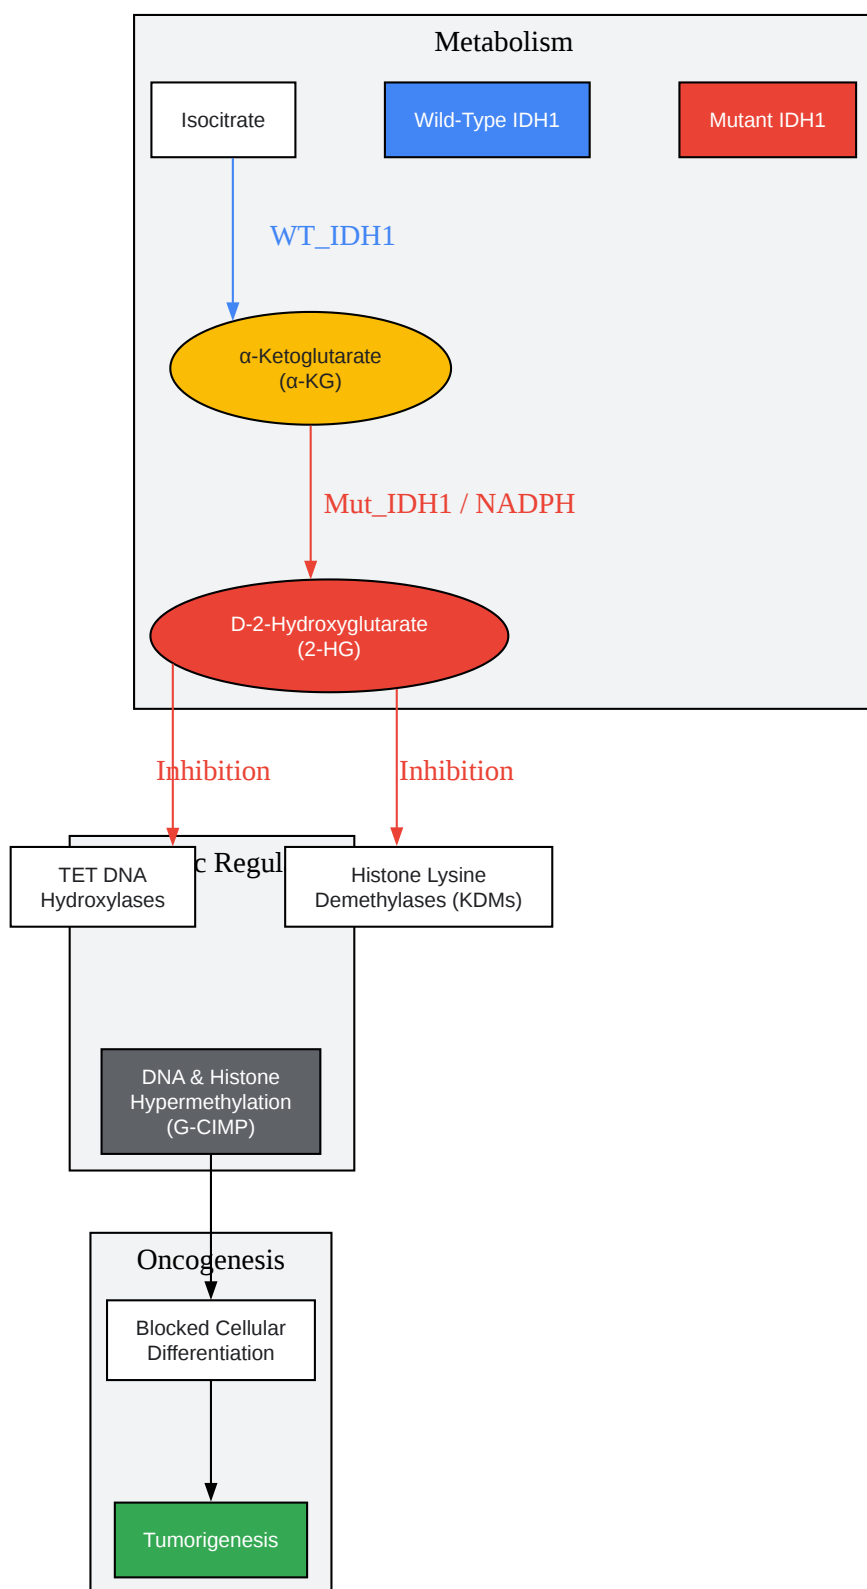 Metabolism
Isocitrate
Wild-Type IDH1
Mutant IDH1
WT_IDH1
α-Ketoglutarate
(α-KG)
Mut_IDH1 / NADPH
D-2-Hydroxyglutarate
(2-HG)
Inhibition
Inhibition
TET DNA
Hydroxylases
Histone Lysine
Demethylases (KDMs)
DNA & Histone
Hypermethylation
(G-CIMP)
Oncogenesis
Blocked Cellular
Differentiation
Tumorigenesis